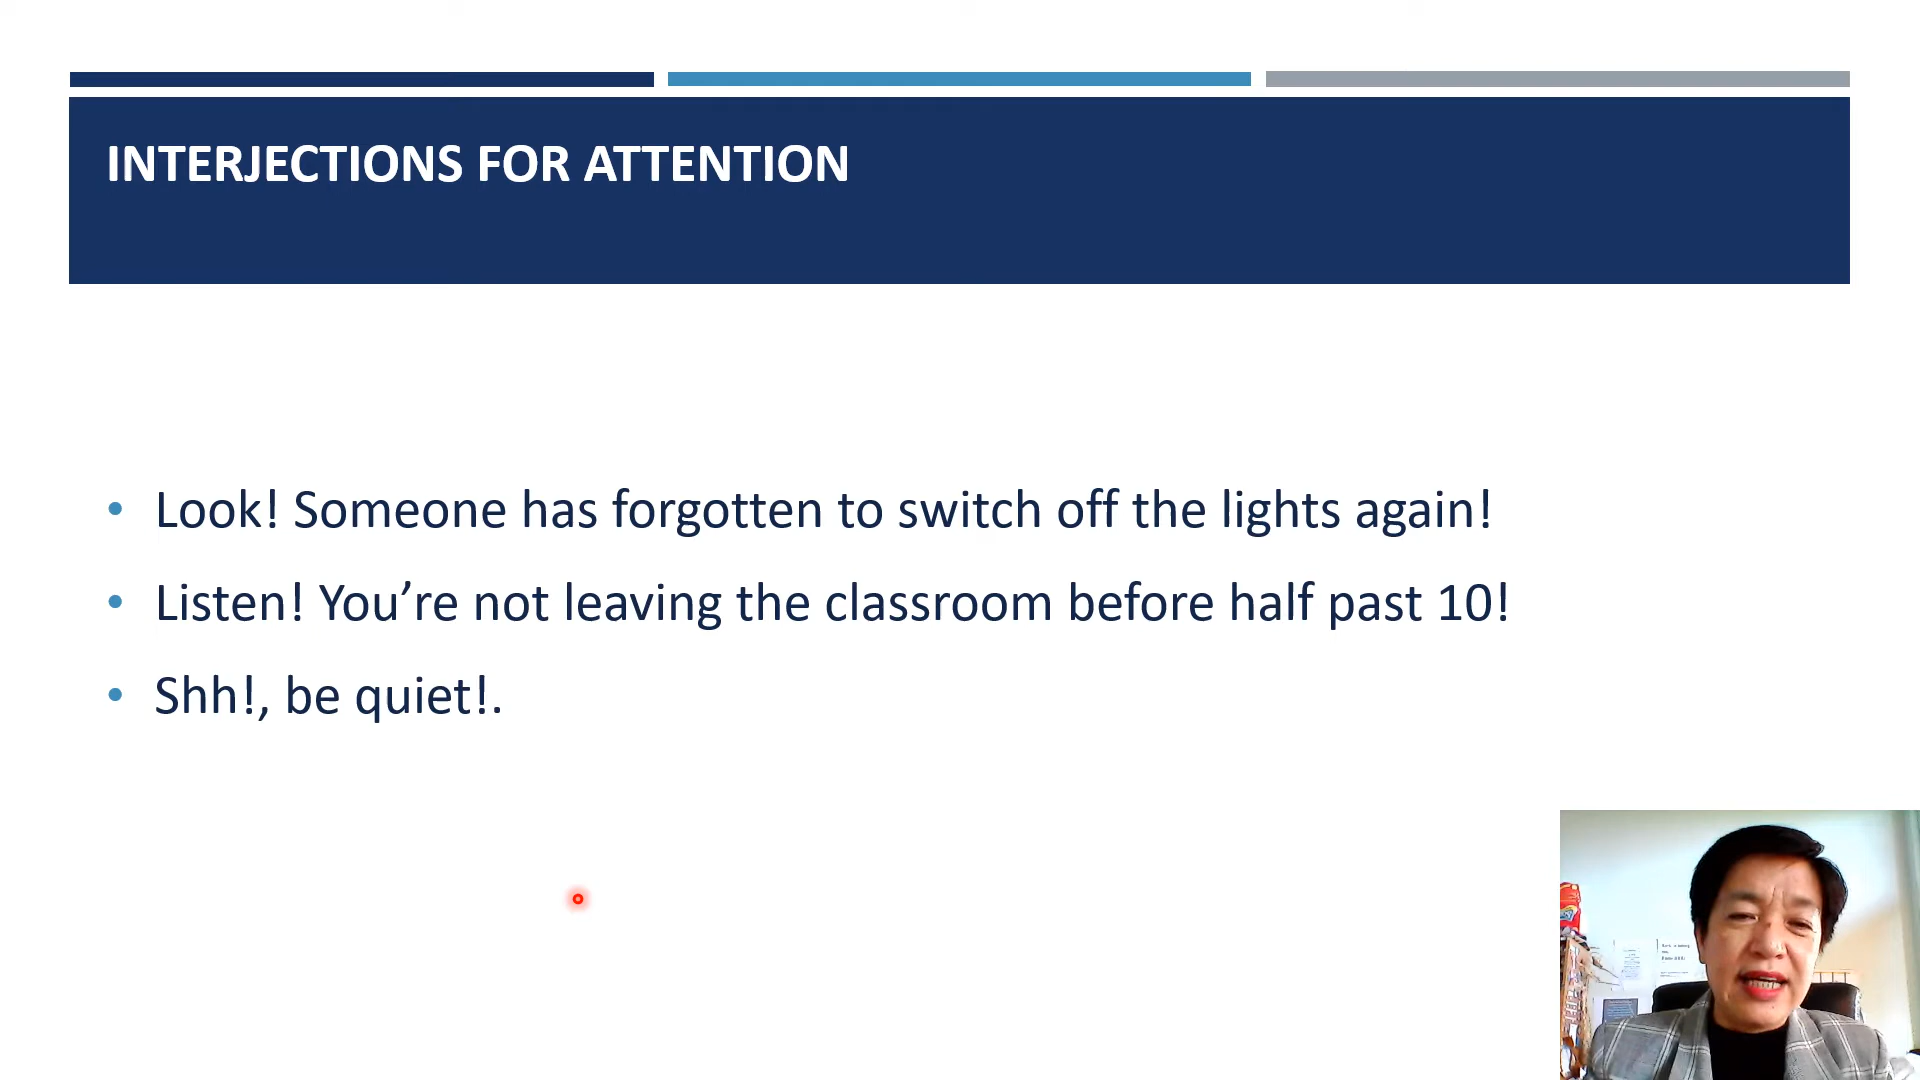 INTERJECTIONS FOR ATTENTION
• Look! Someone has forgotten to switch off the lights again!
• Listen! You’re not leaving the classroom before half past 10!
• Shh!, be quiet!.